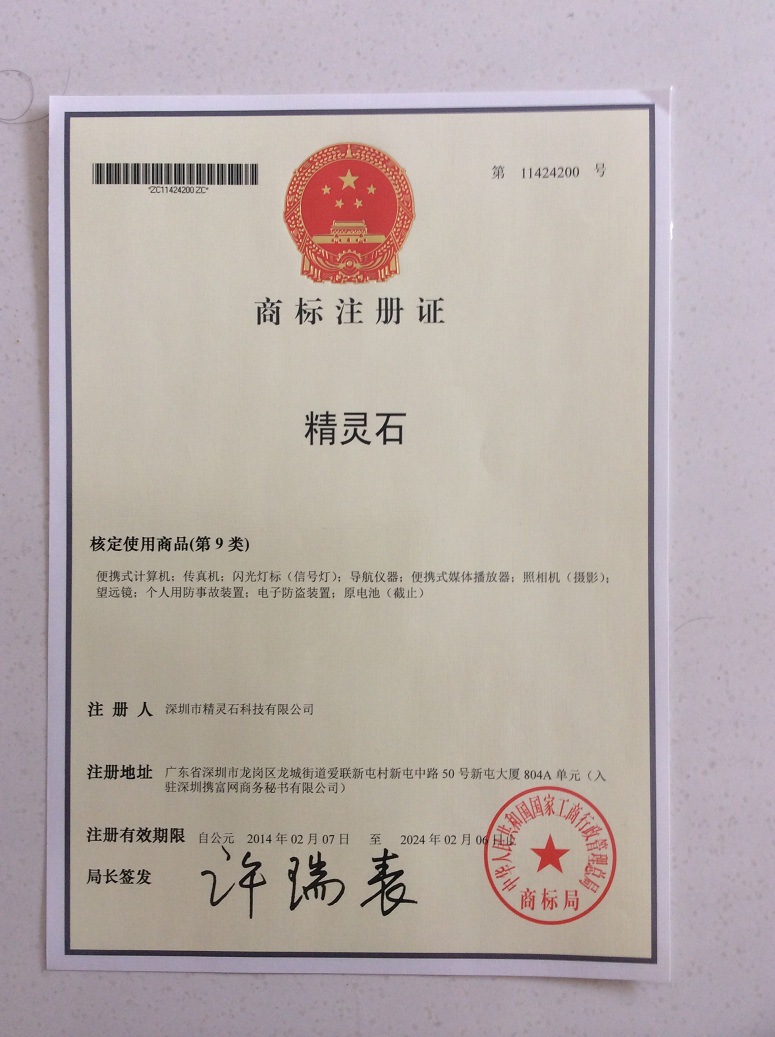 第 11424200 号
*ZC11424200ZC*
商标注册证
精灵石
核定使用商品(第 9 类)
便携式计算机；传真机；闪光灯标（信号灯）；导航仪器；便携式媒体播放器；照相机（摄影）；
望远镜；个人用防事故装置；电子防盗装置；原电池（截止）
注 册 人 深圳市精灵石科技有限公司
注册地址 广东省深圳市龙岗区龙城街道爱联新屯村新屯中路 50 号新屯大厦 804A 单元（入
驻深圳携富网商务秘书有限公司）
注册有效期限 自公元 2014 年 02 月 07 日 至 2024 年 02 月 06 日止
局长签发 许瑞表
中华人民共和国国家工商行政管理总局
商标局